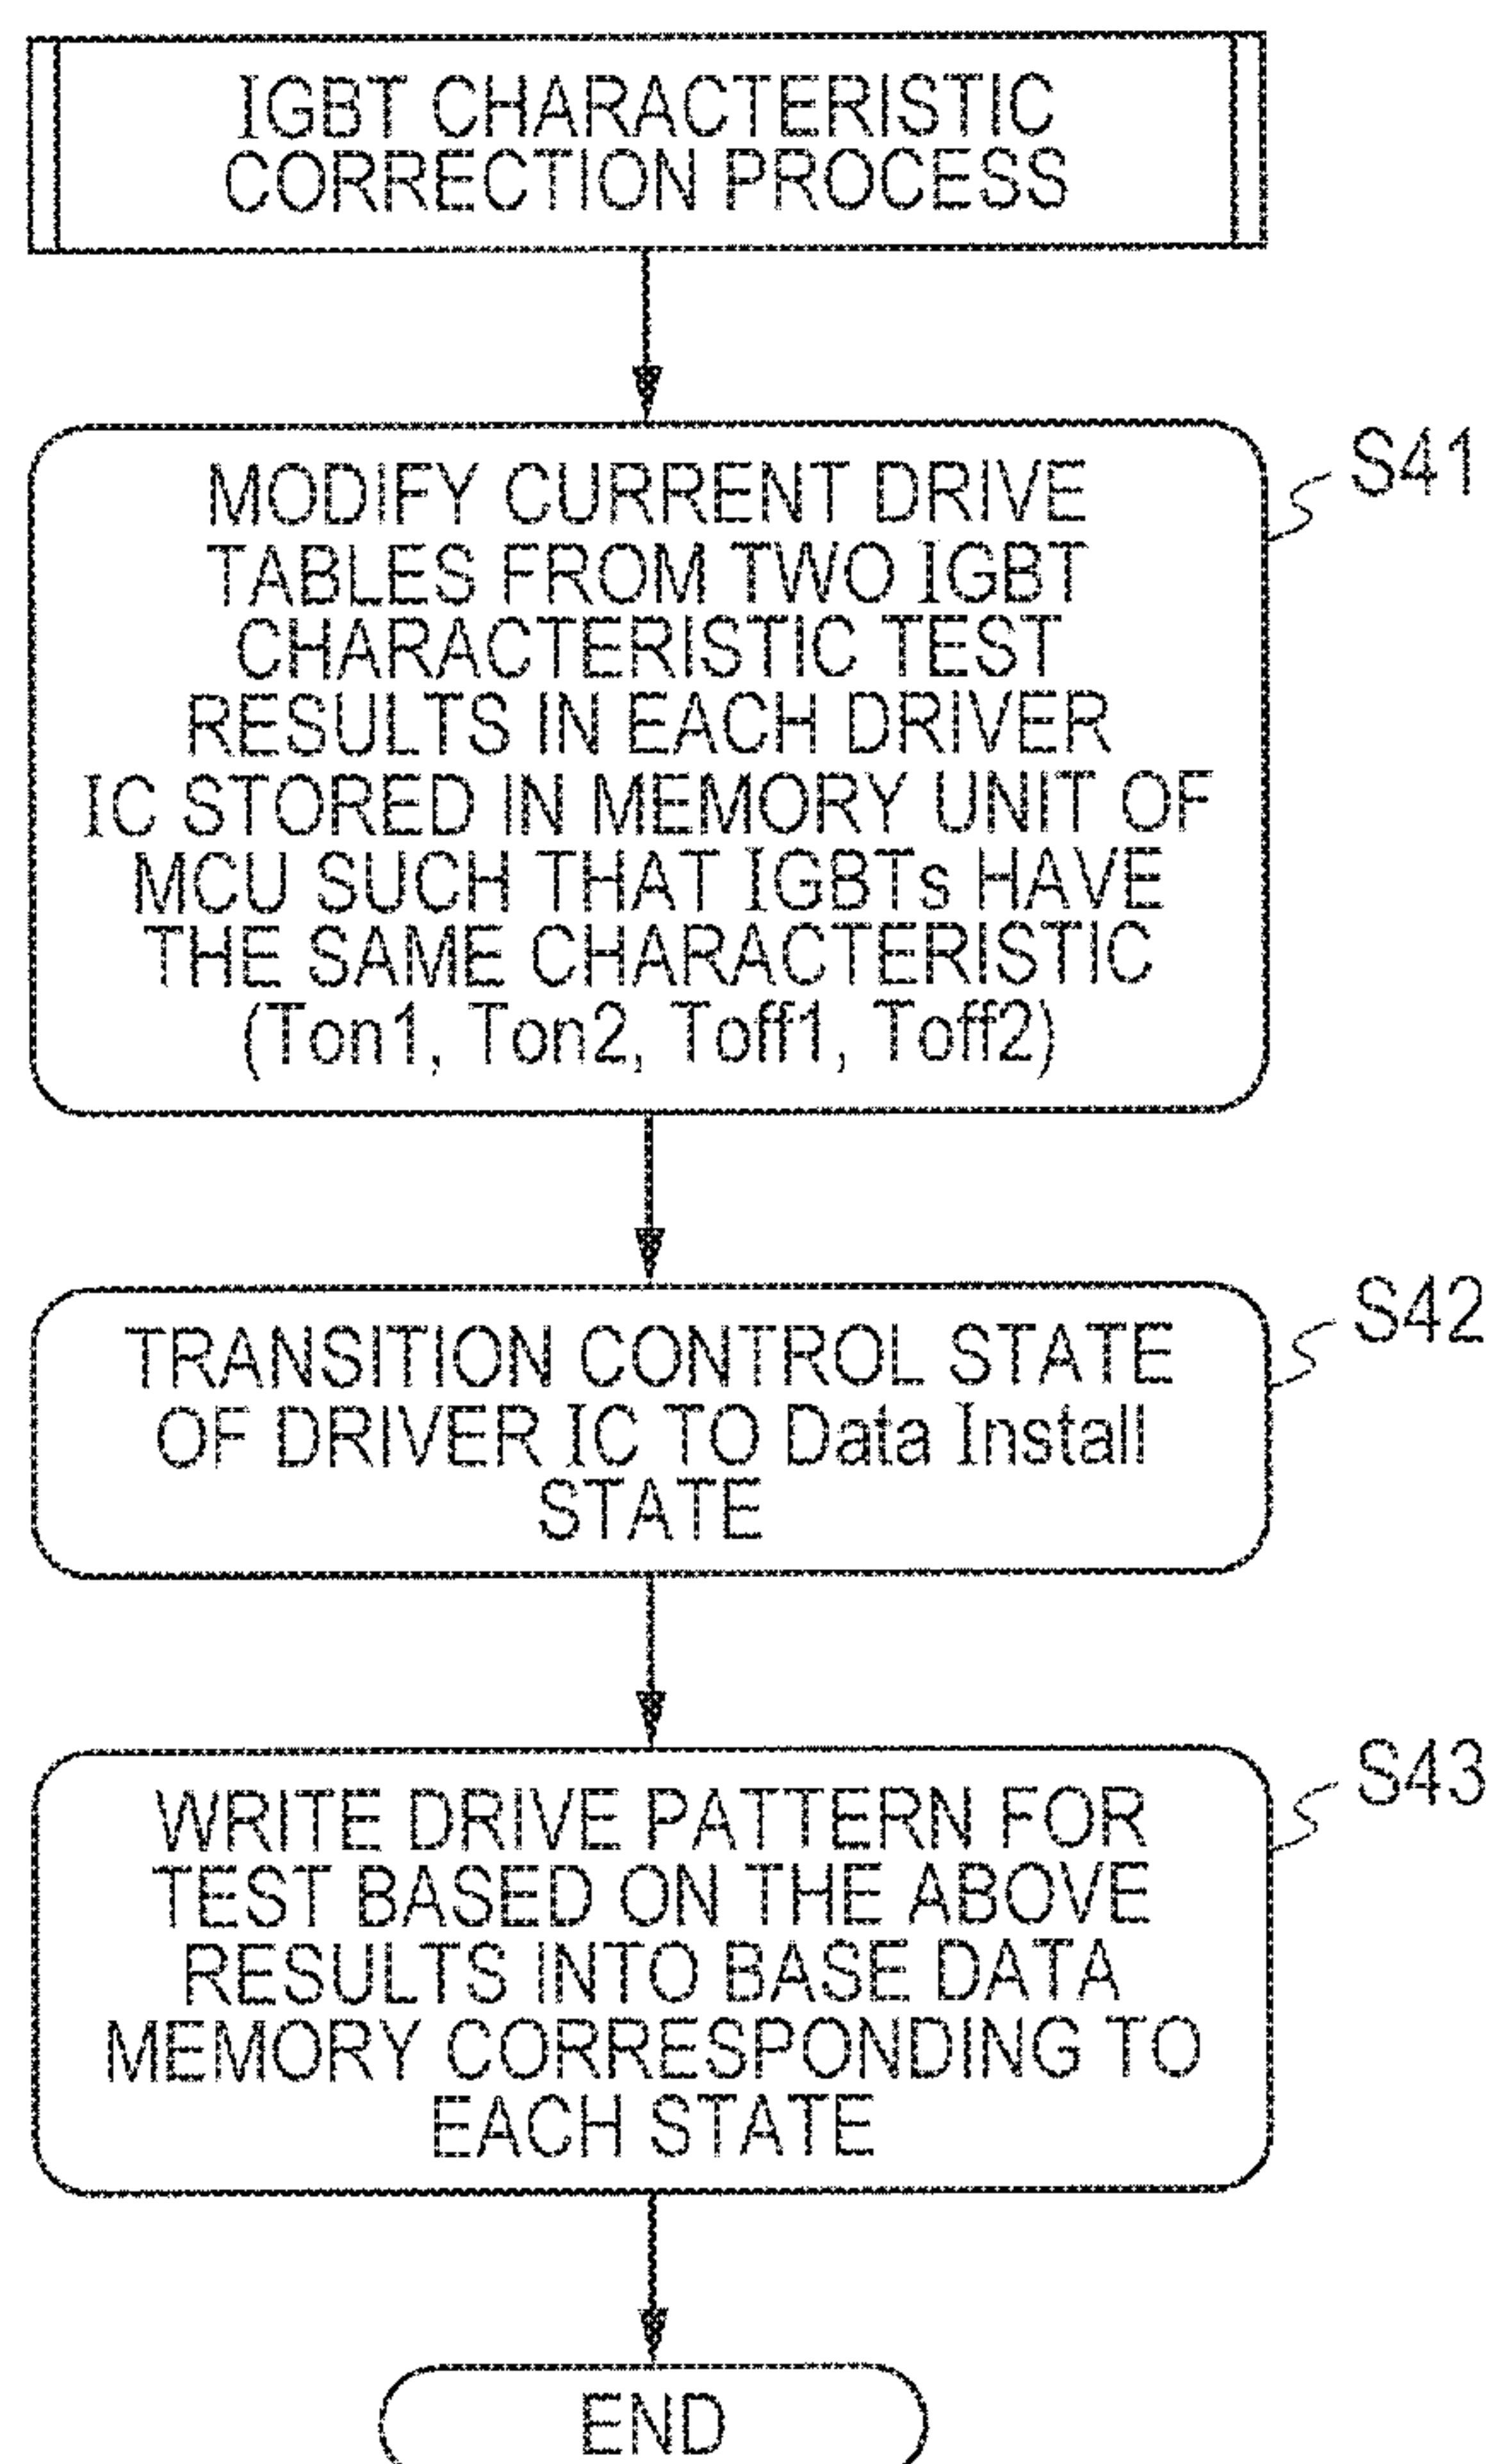 IGBT CHARACTERISTIC
CORRECTION PROCESS
S41
MODIFY CURRENT DRIVE
TABLES FROM TWO IGBT
CHARACTERISTIC TEST
RESULTS IN EACH DRIVER
IC STORED IN MEMORY UNIT OF
MCU SUCH THAT IGBTs HAVE
THE SAME CHARACTERISTIC
(Ton1, Ton2, Toff1, Toff2)
S42
TRANSITION CONTROL STATE
OF DRIVER IC TO Data Install
STATE
S43
WRITE DRIVE PATTERN FOR
TEST BASED ON THE ABOVE
RESULTS INTO BASE DATA
MEMORY CORRESPONDING TO
EACH STATE
END